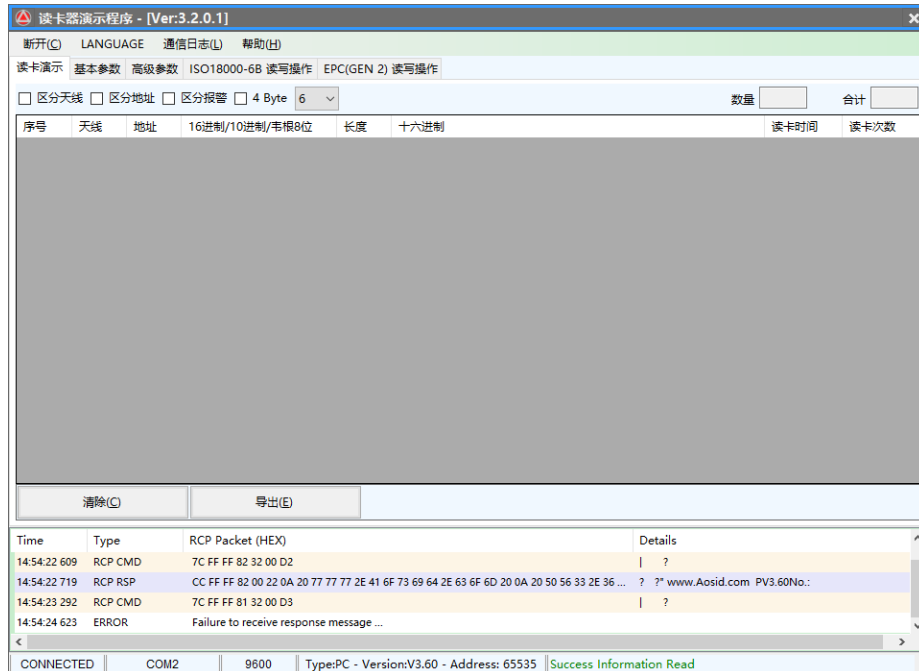 读卡器演示程序 - [Ver:3.2.0.1]
断开(C) LANGUAGE 通信日志(L) 帮助(H)
读卡演示 基本参数 高级参数 ISO18000-6B 读写操作 EPC(GEN 2) 读写操作
区分天线 区分地址 区分报警 4 Byte 6 数量 合计
序号 天线 地址 16进制/10进制/韦根8位 长度 十六进制 读卡时间 读卡次数
清除(C) 导出(E)
Time Type RCP Packet (HEX) Details
14:54:22 609 RCP CMD 7C FF FF 82 32 00 D2 | ?
14:54:22 719 RCP RSP CC FF FF 82 00 22 0A 20 77 77 77 2E 41 6F 73 69 64 2E 63 6F 6D 20 0A 20 50 56 33 2E 36 ... ? ?" www.Aosid.com PV3.60No.:
14:54:23 292 RCP CMD 7C FF FF 81 32 00 D3 | ?
14:54:24 623 ERROR Failure to receive response message ...
CONNECTED COM2 9600 Type:PC - Version:V3.60 - Address: 65535 Success Information Read